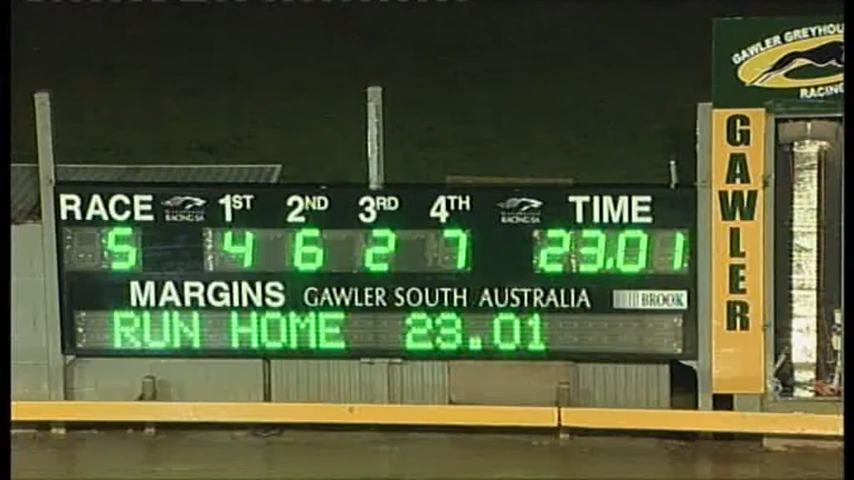 GAWLER GREYHOU
RACING
GAWLER
RACE 1ST 2ND 3RD 4TH TIME
5 4 6 2 7 23.01
MARGINS GAWLER SOUTH AUSTRALIA BROOK
RUN HOME 23.01